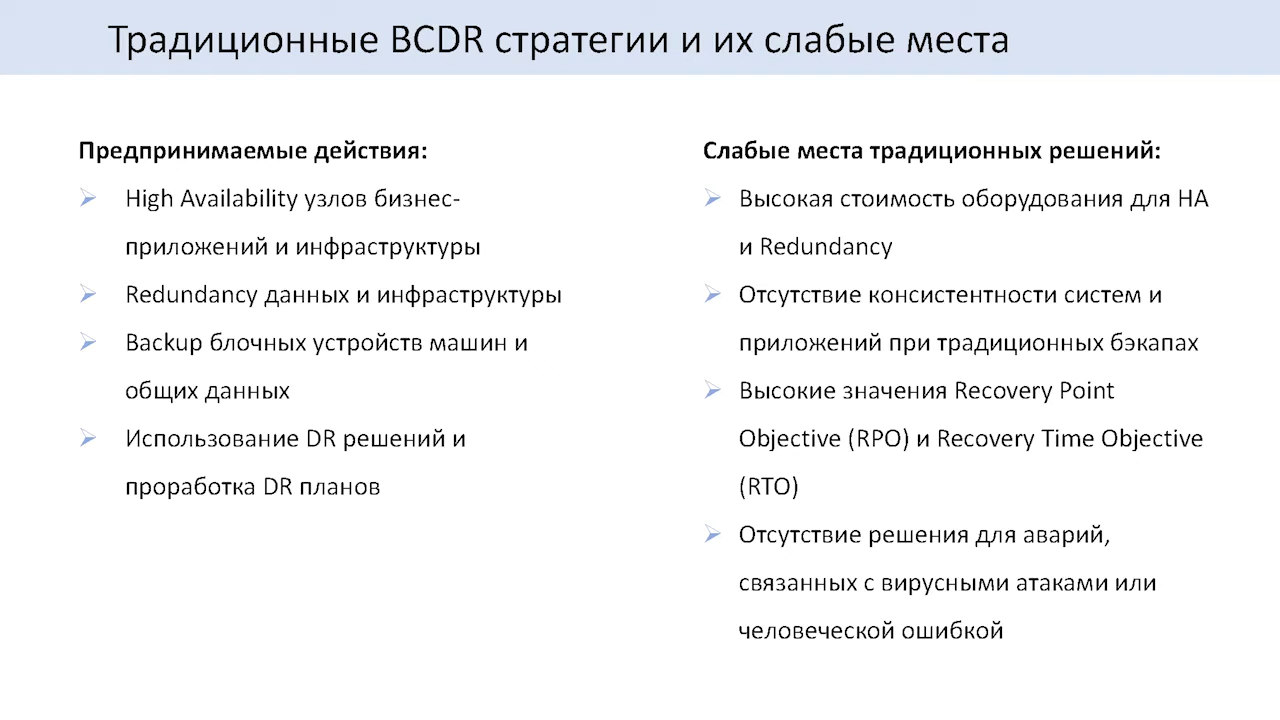 Традиционные BCDR стратегии и их слабые места
Предпринимаемые действия:
High Availability узлов бизнес-
приложений и инфраструктуры
Redundancy данных и инфраструктуры
Backup блочных устройств машин и
общих данных
Использование DR решений и
проработка DR планов
Слабые места традиционных решений:
Высокая стоимость оборудования для HA
и Redundancy
Отсутствие консистентности систем и
приложений при традиционных бэкапах
Высокие значения Recovery Point
Objective (RPO) и Recovery Time Objective
(RTO)
Отсутствие решения для аварий,
связанных с вирусными атаками или
человеческой ошибкой